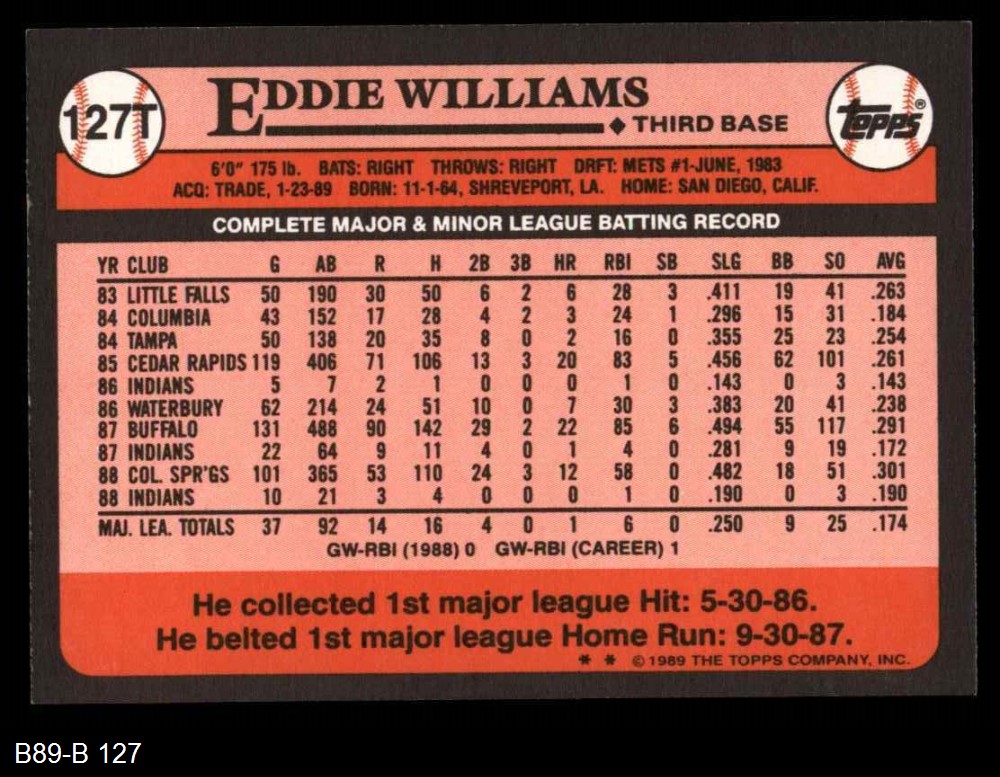 127T
EDDIE WILLIAMS
◆ THIRD BASE
Topps®
6'0" 175 lb. BATS: RIGHT THROWS: RIGHT DRFT: METS #1-JUNE, 1983
ACQ: TRADE, 1-23-89 BORN: 11-1-64, SHREVEPORT, LA. HOME: SAN DIEGO, CALIF.
COMPLETE MAJOR & MINOR LEAGUE BATTING RECORD
YR CLUB G AB R H 2B 3B HR RBI SB SLG BB SO AVG
83 LITTLE FALLS 50 190 30 50 6 2 6 28 3 .411 19 41 .263
84 COLUMBIA 43 152 17 28 4 2 3 24 1 .296 15 31 .184
84 TAMPA 50 138 20 35 8 0 2 16 0 .355 25 23 .254
85 CEDAR RAPIDS 119 406 71 106 13 3 20 83 5 .456 62 101 .261
86 INDIANS 5 7 2 1 0 0 0 1 0 .143 0 3 .143
86 WATERBURY 62 214 24 51 10 0 7 30 3 .383 20 41 .238
87 BUFFALO 131 488 90 142 29 2 22 85 6 .494 55 117 .291
87 INDIANS 22 64 9 11 4 0 1 4 0 .281 9 19 .172
88 COL. SPR'GS 101 365 53 110 24 3 12 58 0 .482 18 51 .301
88 INDIANS 10 21 3 4 0 0 0 1 0 .190 0 3 .190
MAJ. LEA. TOTALS 37 92 14 16 4 0 1 6 0 .250 9 25 .174
GW-RBI (1988) 0 GW-RBI (CAREER) 1
He collected 1st major league Hit: 5-30-86.
He belted 1st major league Home Run: 9-30-87.
* * ©1989 THE TOPPS COMPANY, INC.
B89-B 127